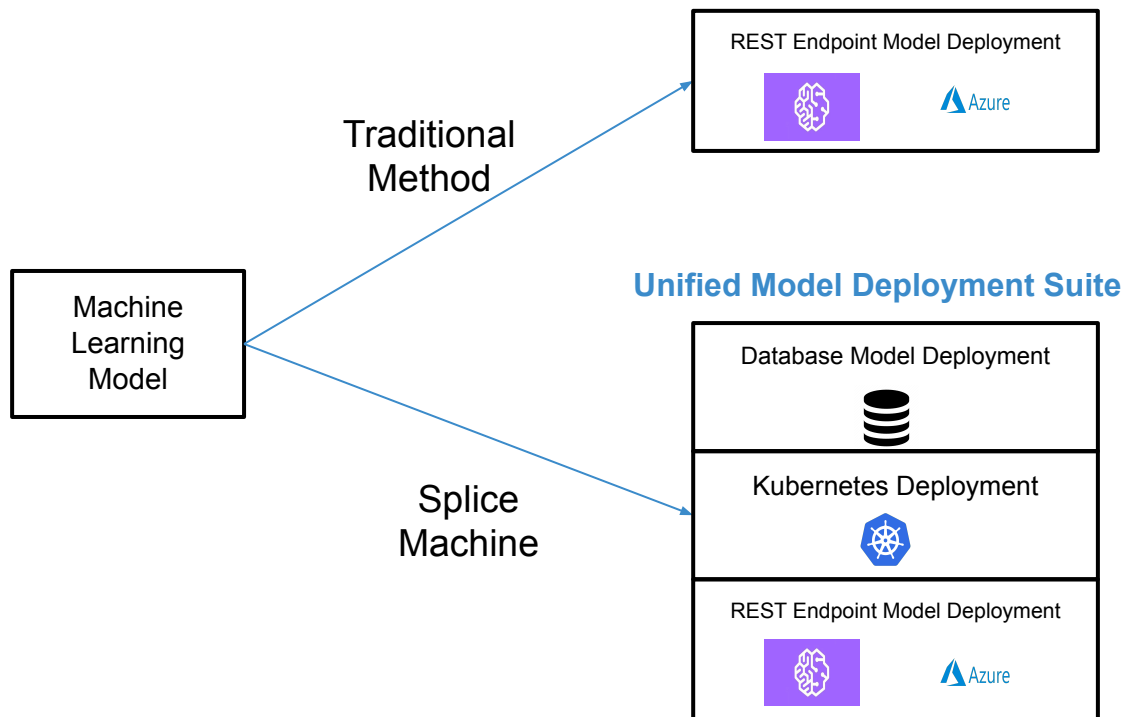 REST Endpoint Model Deployment
Azure
Traditional
Method
Machine
Learning
Model
Unified Model Deployment Suite
Database Model Deployment
Splice
Machine
Kubernetes Deployment
REST Endpoint Model Deployment
Azure